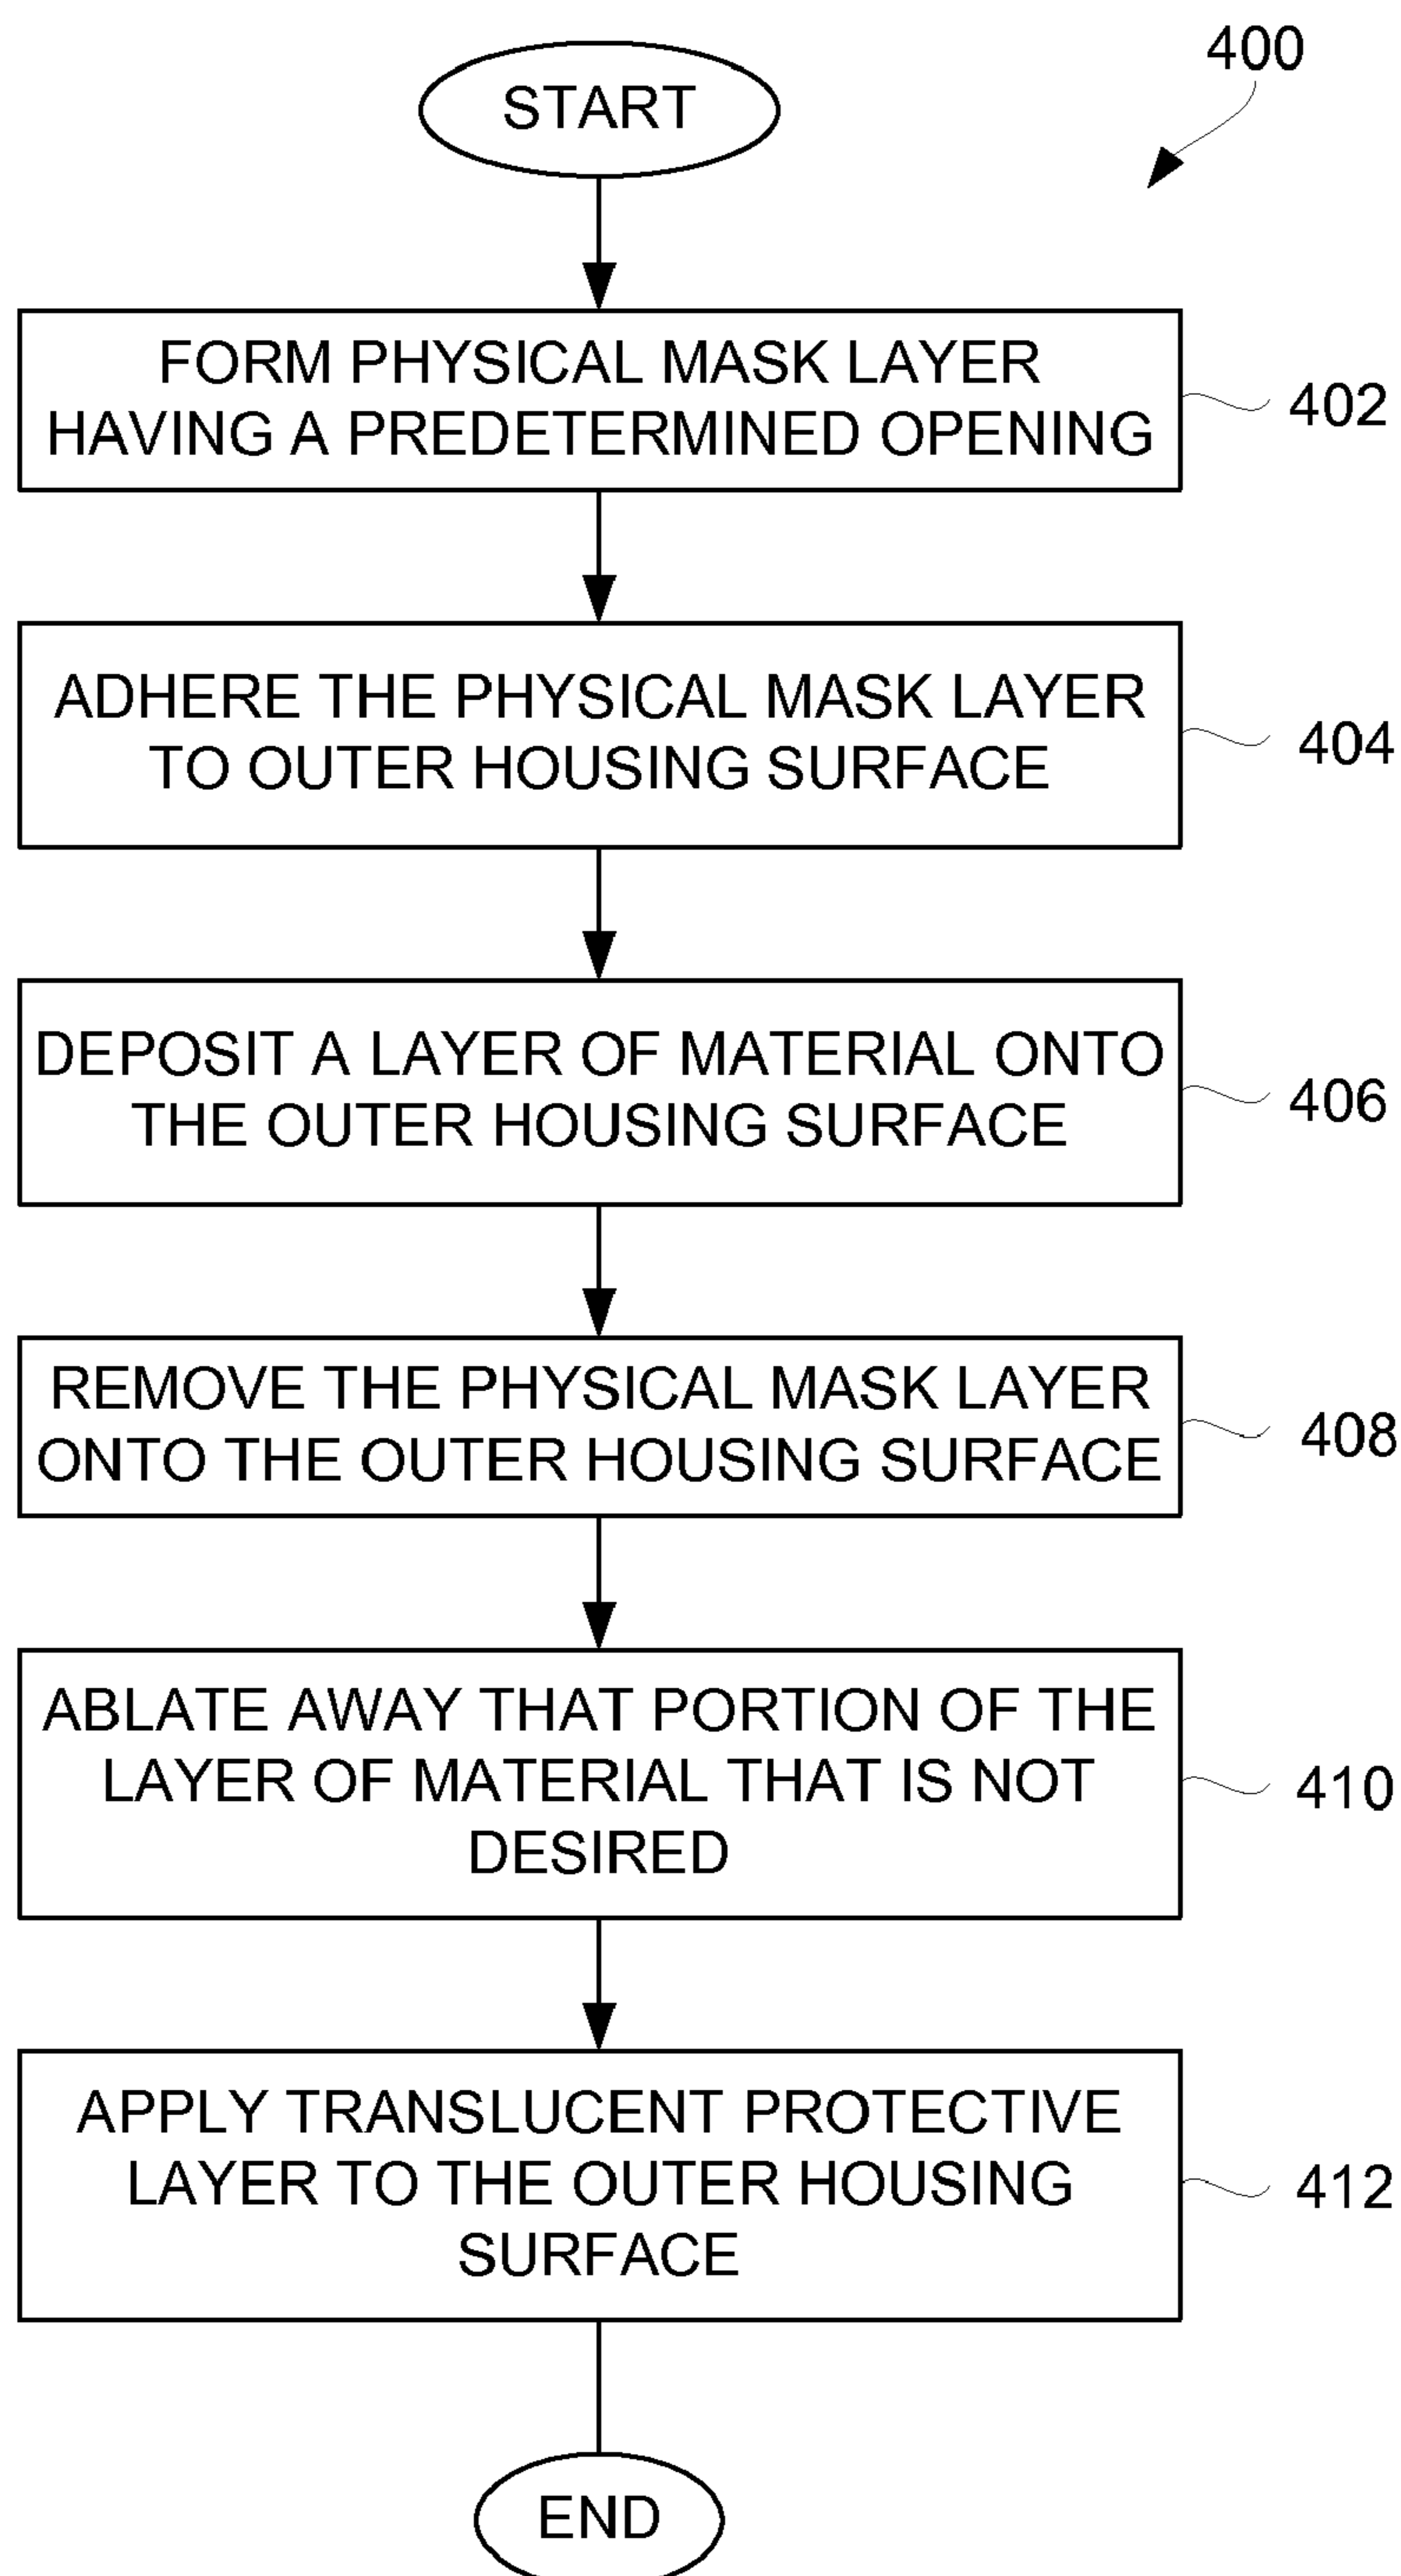 400
START
FORM PHYSICAL MASK LAYER
HAVING A PREDETERMINED OPENING
402
ADHERE THE PHYSICAL MASK LAYER
TO OUTER HOUSING SURFACE
404
DEPOSIT A LAYER OF MATERIAL ONTO
THE OUTER HOUSING SURFACE
406
REMOVE THE PHYSICAL MASK LAYER
ONTO THE OUTER HOUSING SURFACE
408
ABLATE AWAY THAT PORTION OF THE
LAYER OF MATERIAL THAT IS NOT
DESIRED
410
APPLY TRANSLUCENT PROTECTIVE
LAYER TO THE OUTER HOUSING
SURFACE
412
END